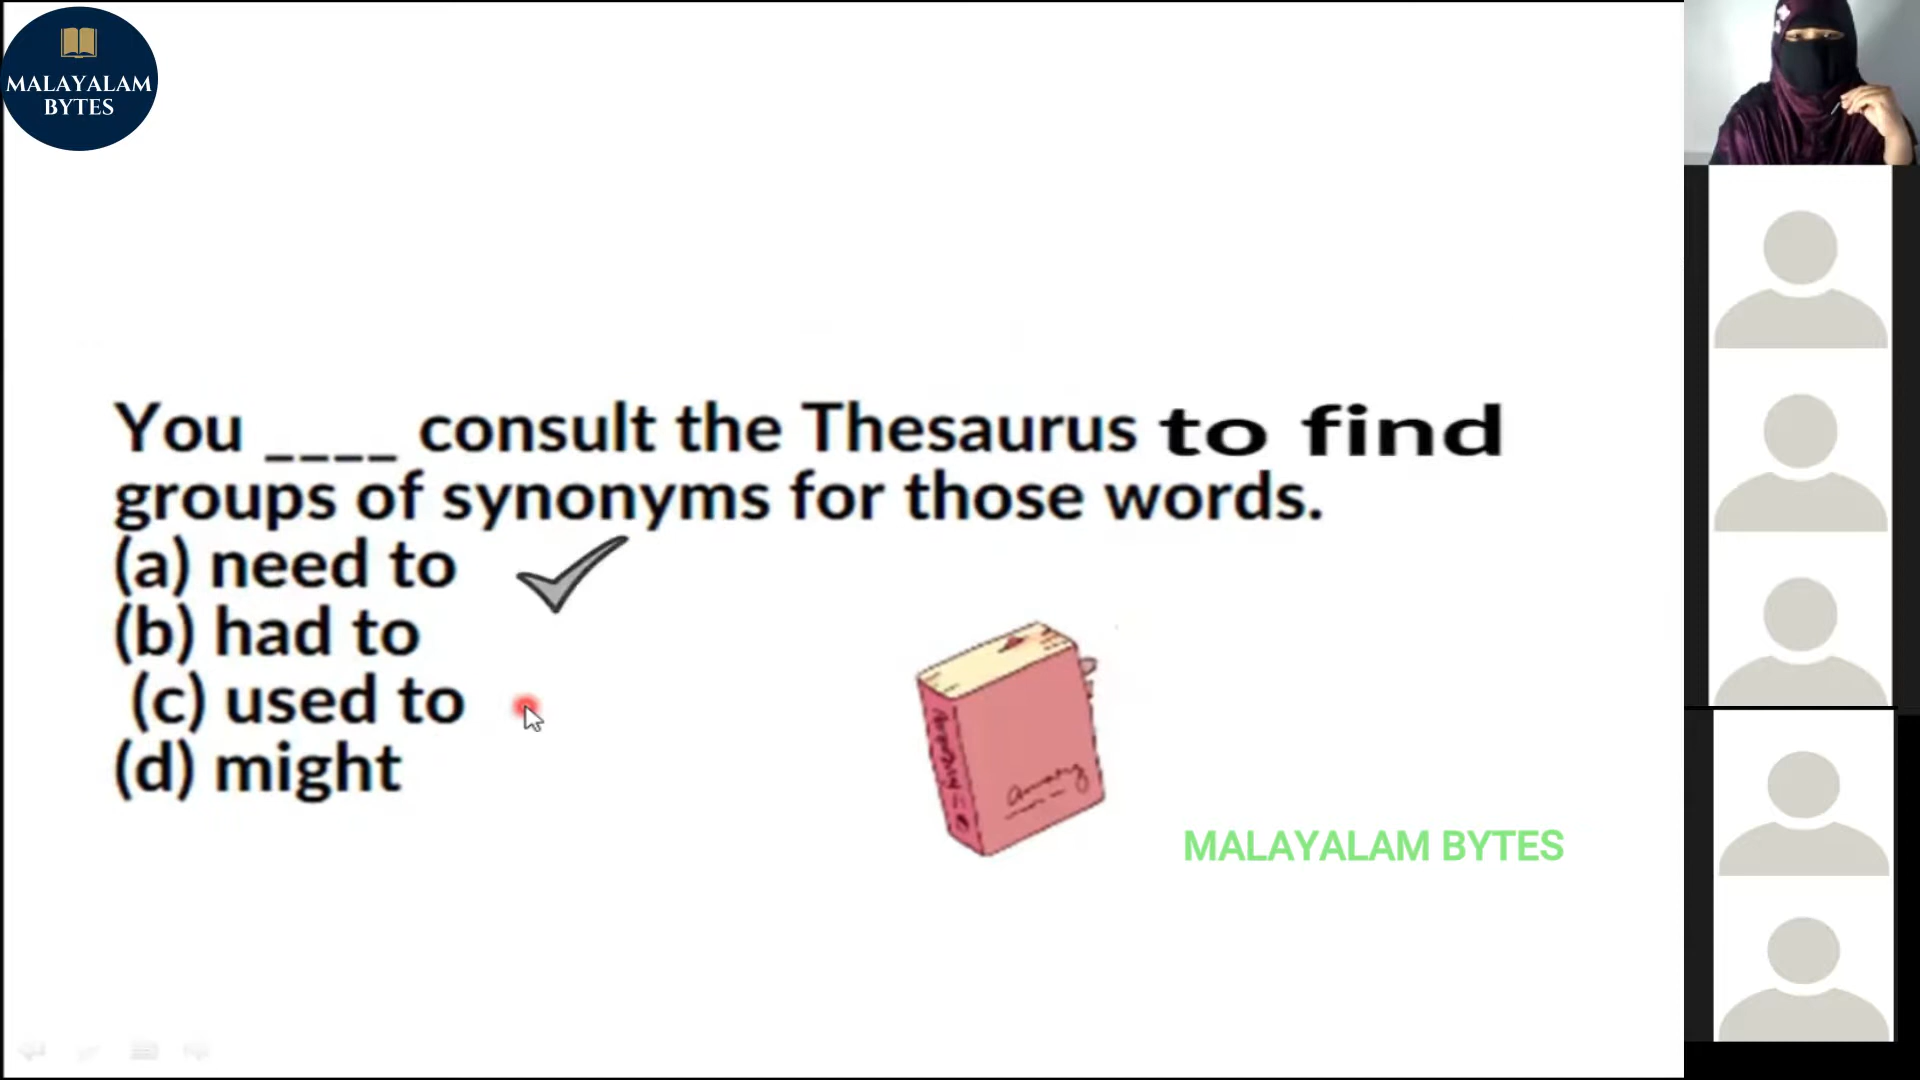 MALAYALAM
BYTES
You ____ consult the Thesaurus to find
groups of synonyms for those words.
(a) need to
(b) had to
(c) used to
(d) might
MALAYALAM BYTES